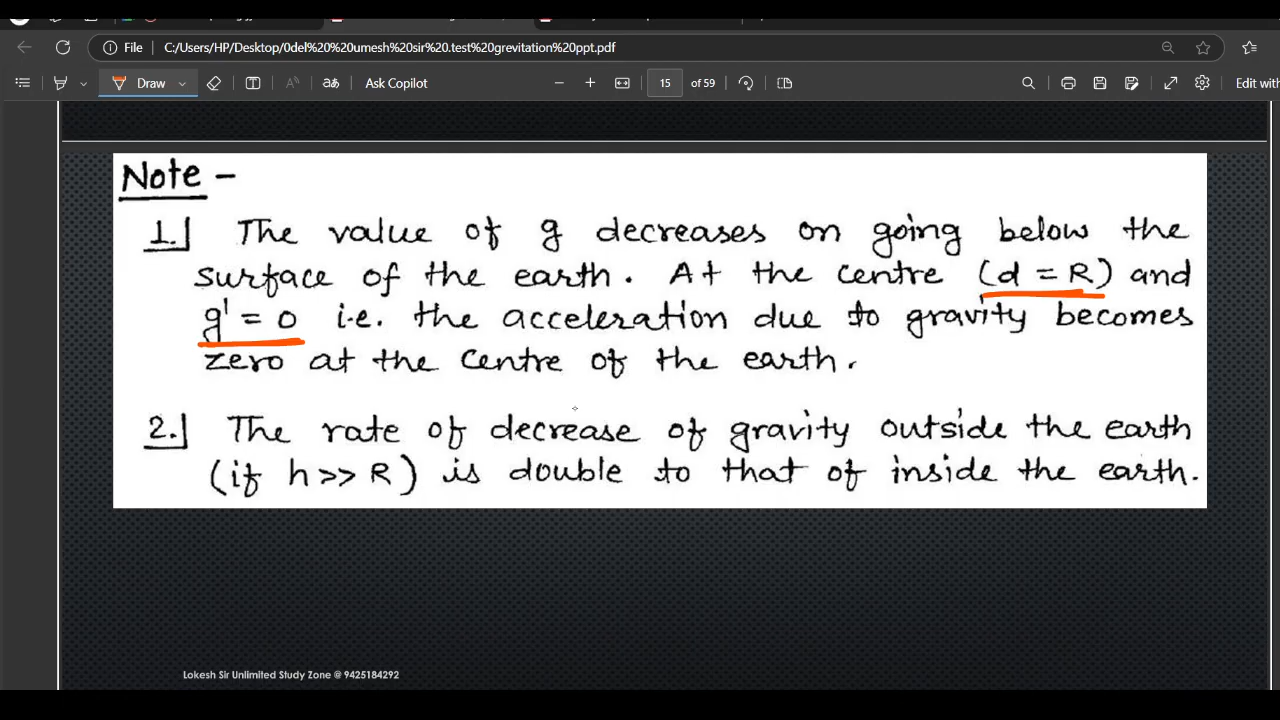 File C:/Users/HP/Desktop/0del%20%20umesh%20sir%20.test%20grevitation%20ppt.pdf
Draw aあ Ask Copilot 15 of 59 Edit with
Note -
1.] The value of g decreases on going below the
surface of the earth. At the centre (d = R) and
g' = 0 i.e. the acceleration due to gravity becomes
zero at the centre of the earth.
2.] The rate of decrease of gravity outside the earth
(if h >> R) is double to that of inside the earth.
Lokesh Sir Unlimited Study Zone @ 9425184292